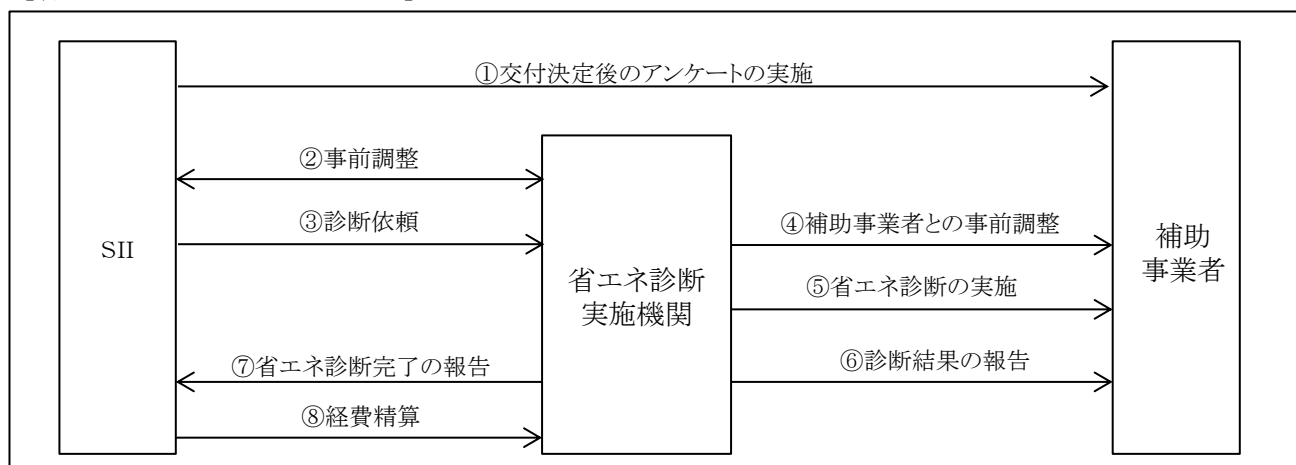 ①交付決定後のアンケートの実施
②事前調整
③診断依頼
④補助事業者との事前調整
SII
省エネ診断
実施機関
補助
事業者
⑤省エネ診断の実施
⑦省エネ診断完了の報告
⑥診断結果の報告
⑧経費精算